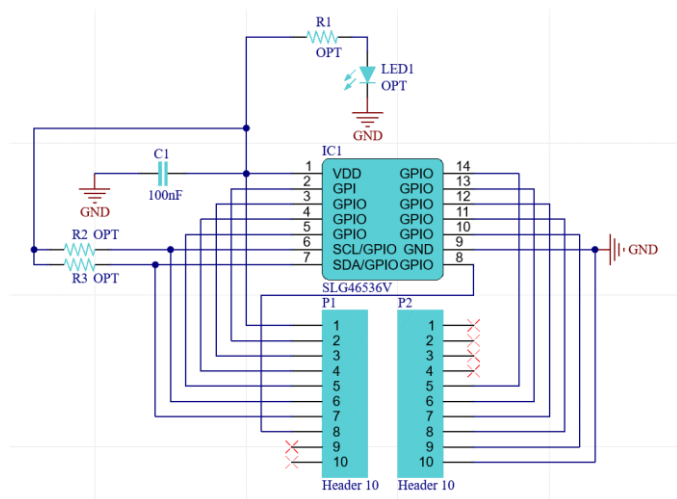 R1
OPT
LED1
OPT
GND
IC1
C1
100nF
GND
1 VDD GPIO 14
2 GPI GPIO 13
3 GPIO GPIO 12
4 GPIO GPIO 11
5 GPIO GPIO 10
6 SCL/GPIO GND 9
7 SDA/GPIO GPIO 8
R2 OPT
R3 OPT
GND
SLG46536V
P1 P2
1 1
2 2
3 3
4 4
5 5
6 6
7 7
8 8
9 9
10 10
Header 10 Header 10